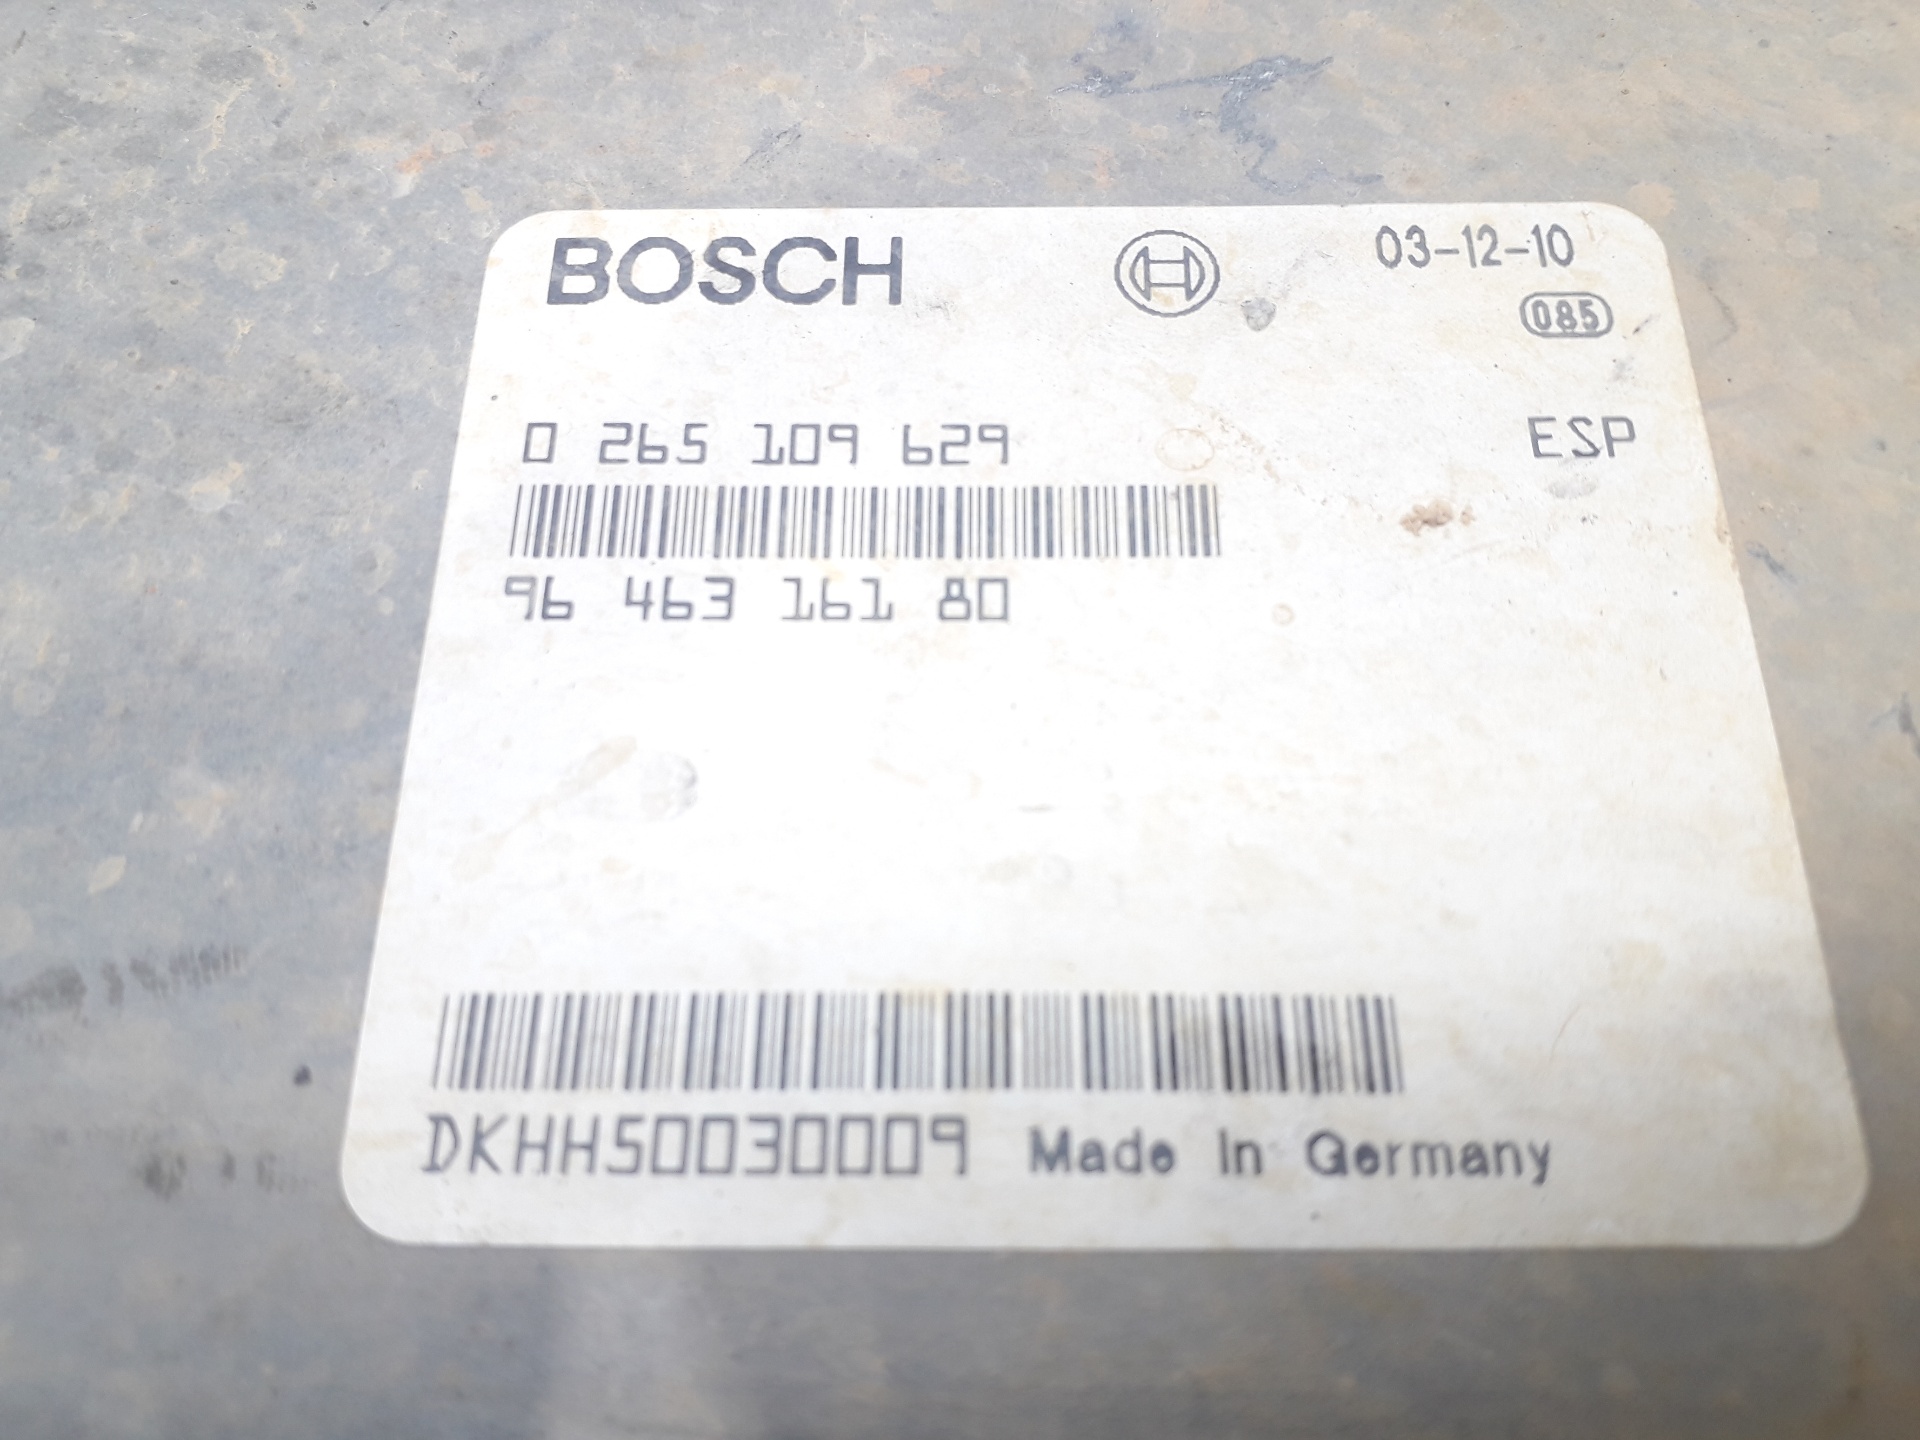 BOSCH 03-12-10
085
0 265 109 629 ESP
96 463 161 80
DKHH50030009 Made In Germany